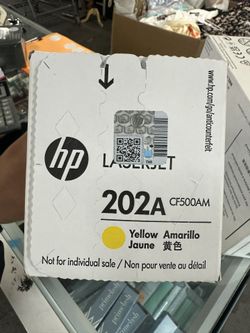 www.hp.com/go/anticounterfeit
hp
LASERJET
202A CF500AM
Yellow Amarillo
Jaune 黄色
Not for individual sale / Non pour vente au détail